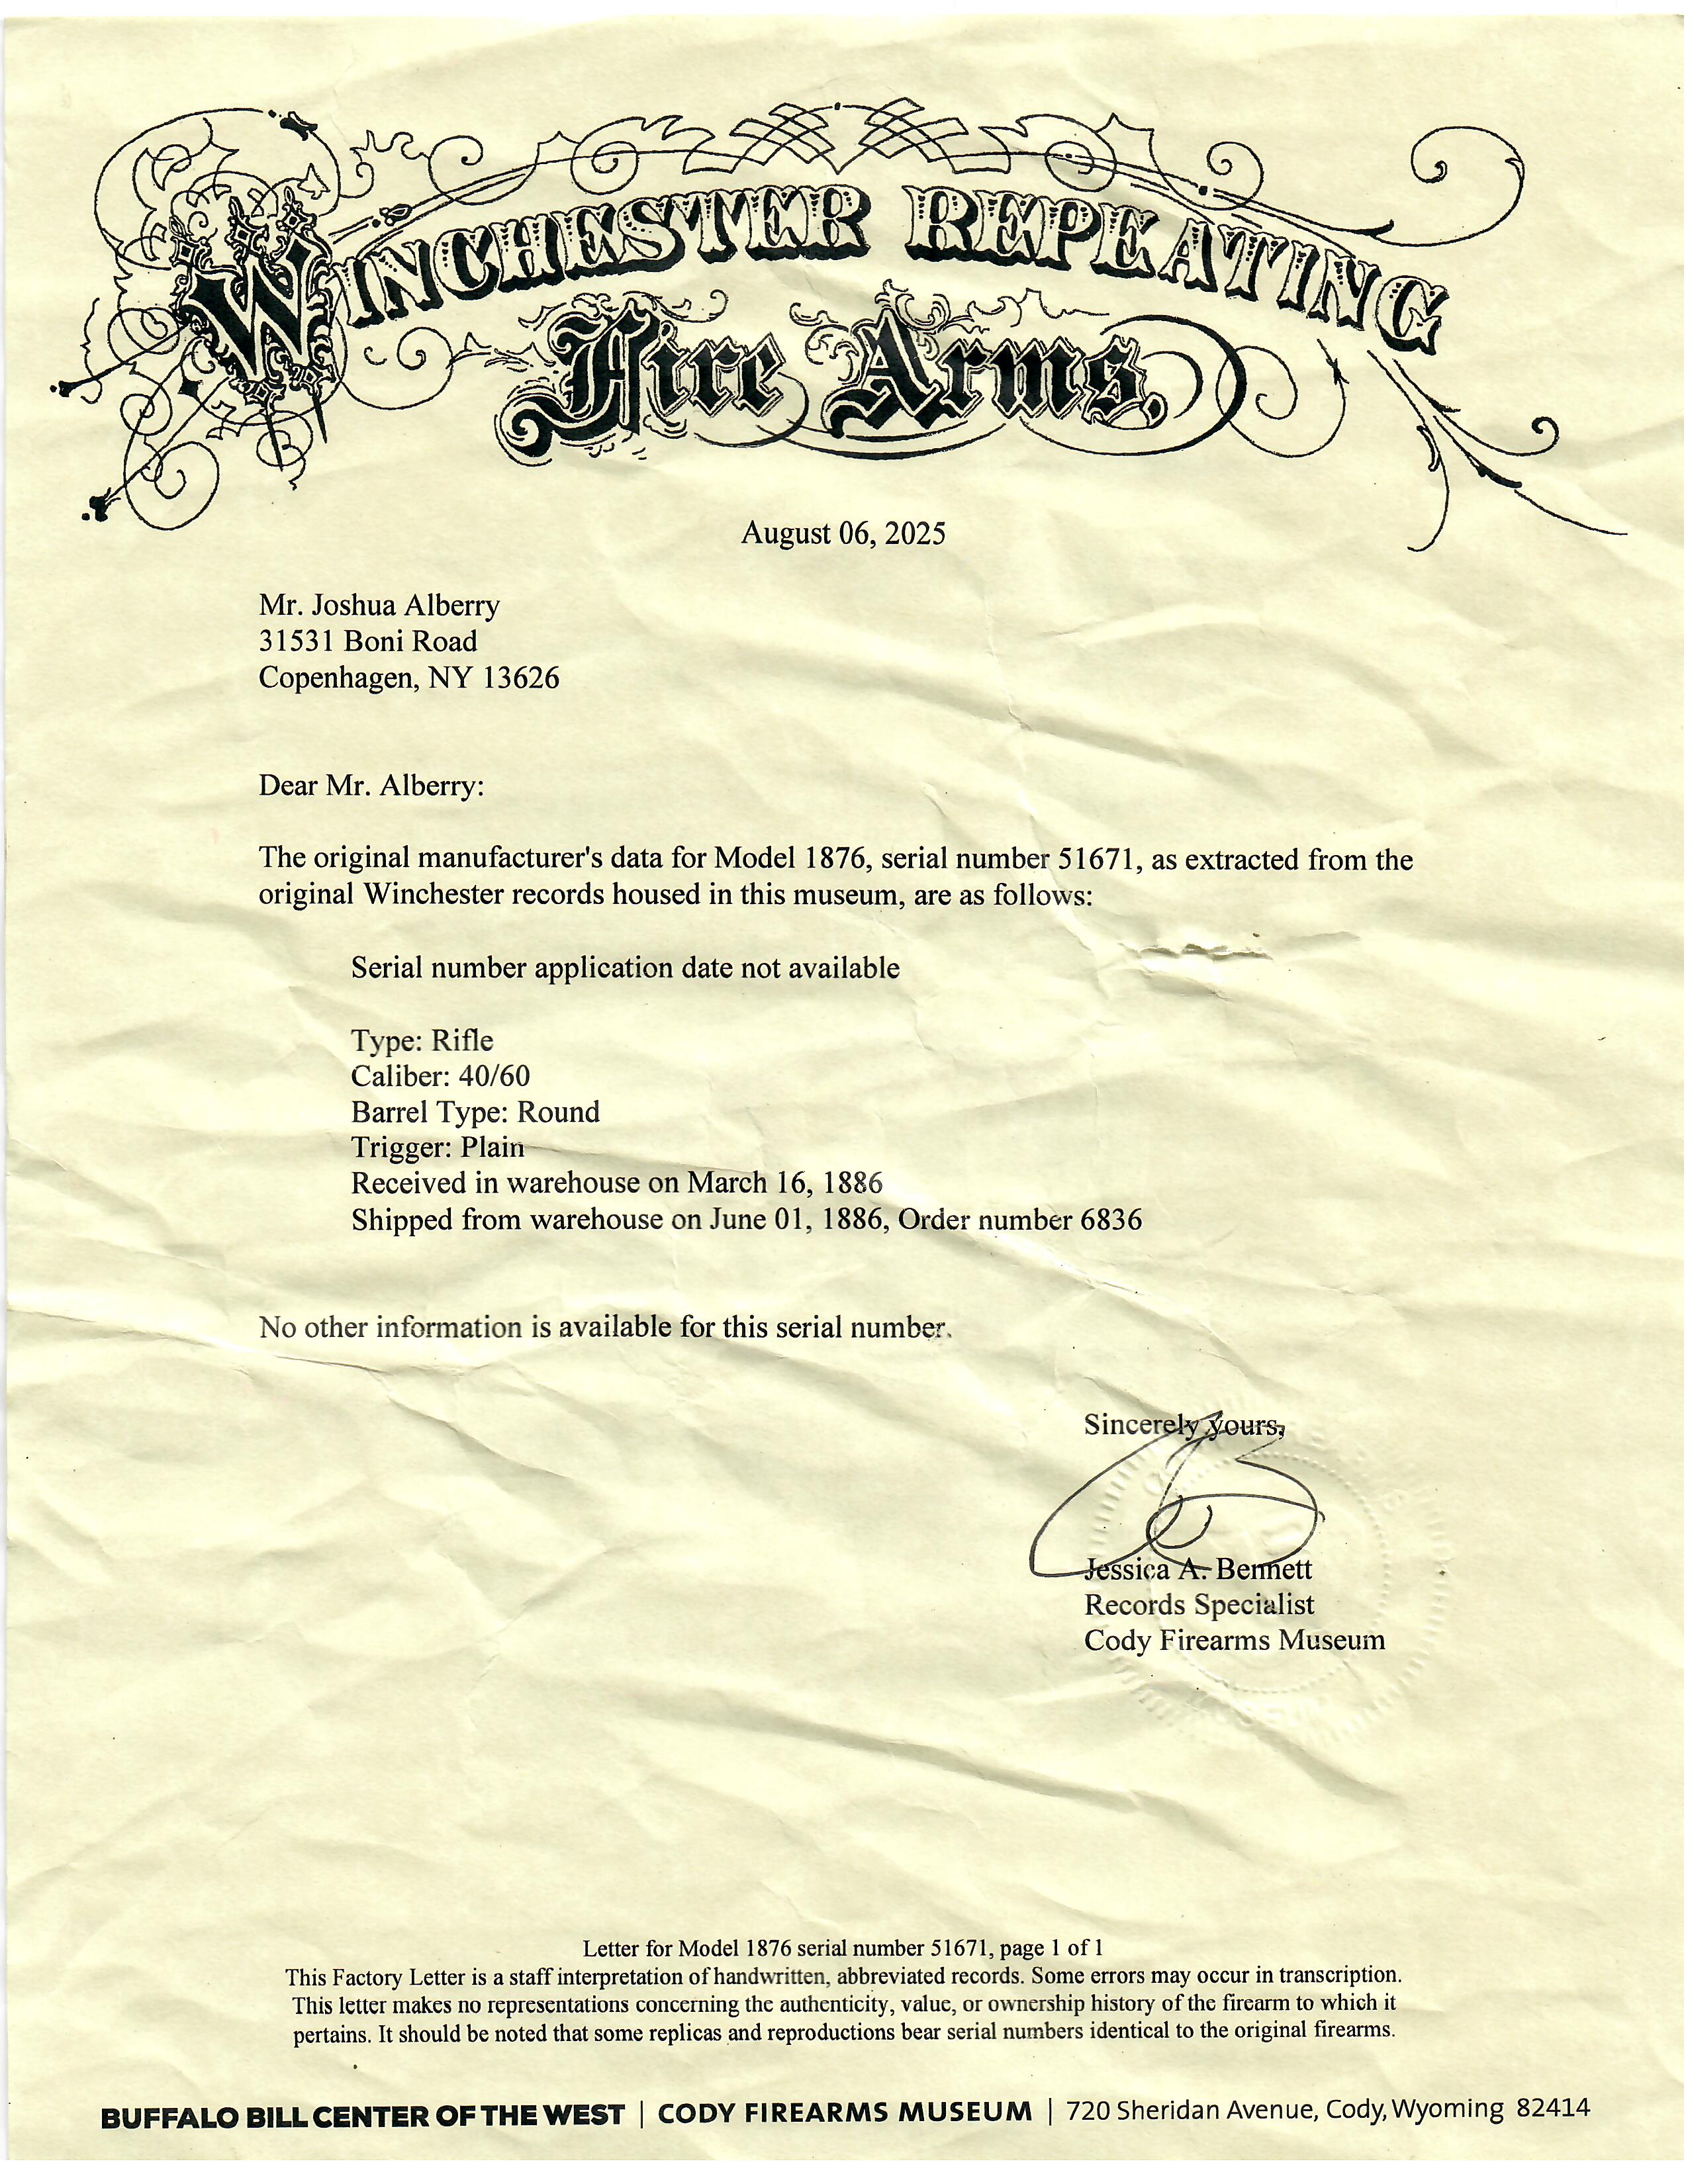 WINCHESTER REPEATING
Fire Arms,
August 06, 2025
Mr. Joshua Alberry
31531 Boni Road
Copenhagen, NY 13626
Dear Mr. Alberry:
The original manufacturer's data for Model 1876, serial number 51671, as extracted from the
original Winchester records housed in this museum, are as follows:
Serial number application date not available
Type: Rifle
Caliber: 40/60
Barrel Type: Round
Trigger: Plain
Received in warehouse on March 16, 1886
Shipped from warehouse on June 01, 1886, Order number 6836
No other information is available for this serial number.
Sincerely yours,
Jessica A. Bennett
Records Specialist
Cody Firearms Museum
Letter for Model 1876 serial number 51671, page 1 of 1
This Factory Letter is a staff interpretation of handwritten, abbreviated records. Some errors may occur in transcription.
This letter makes no representations concerning the authenticity, value, or ownership history of the firearm to which it
pertains. It should be noted that some replicas and reproductions bear serial numbers identical to the original firearms.
BUFFALO BILL CENTER OF THE WEST | CODY FIREARMS MUSEUM | 720 Sheridan Avenue, Cody, Wyoming 82414